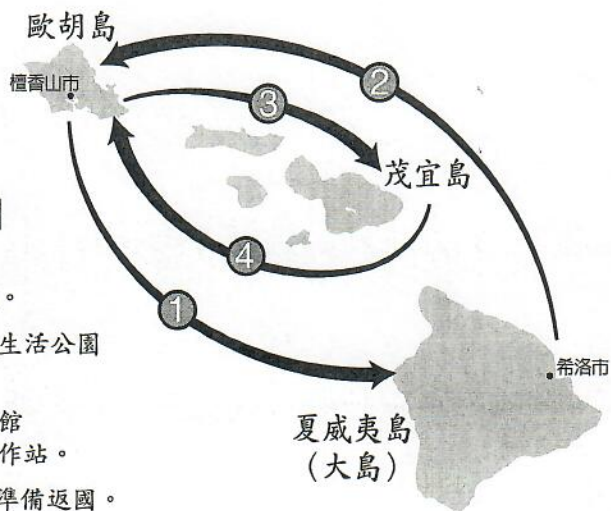 歐胡島
檀香山市
②
③
茂宜島
④
①
。
生活公園
希洛市
館
夏威夷島
作站。
(大島)
準備返國。